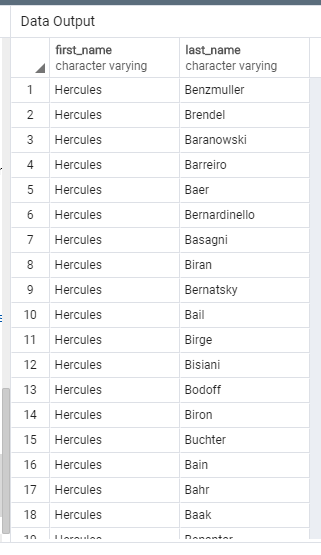 Data Output
first_name last_name
character varying character varying
1 Hercules Benzmuller
2 Hercules Brendel
3 Hercules Baranowski
4 Hercules Barreiro
5 Hercules Baer
6 Hercules Bernardinello
7 Hercules Basagni
8 Hercules Biran
9 Hercules Bernatsky
10 Hercules Bail
11 Hercules Birge
12 Hercules Bisiani
13 Hercules Bodoff
14 Hercules Biron
15 Hercules Buchter
16 Hercules Bain
17 Hercules Bahr
18 Hercules Baak
19 Hercules